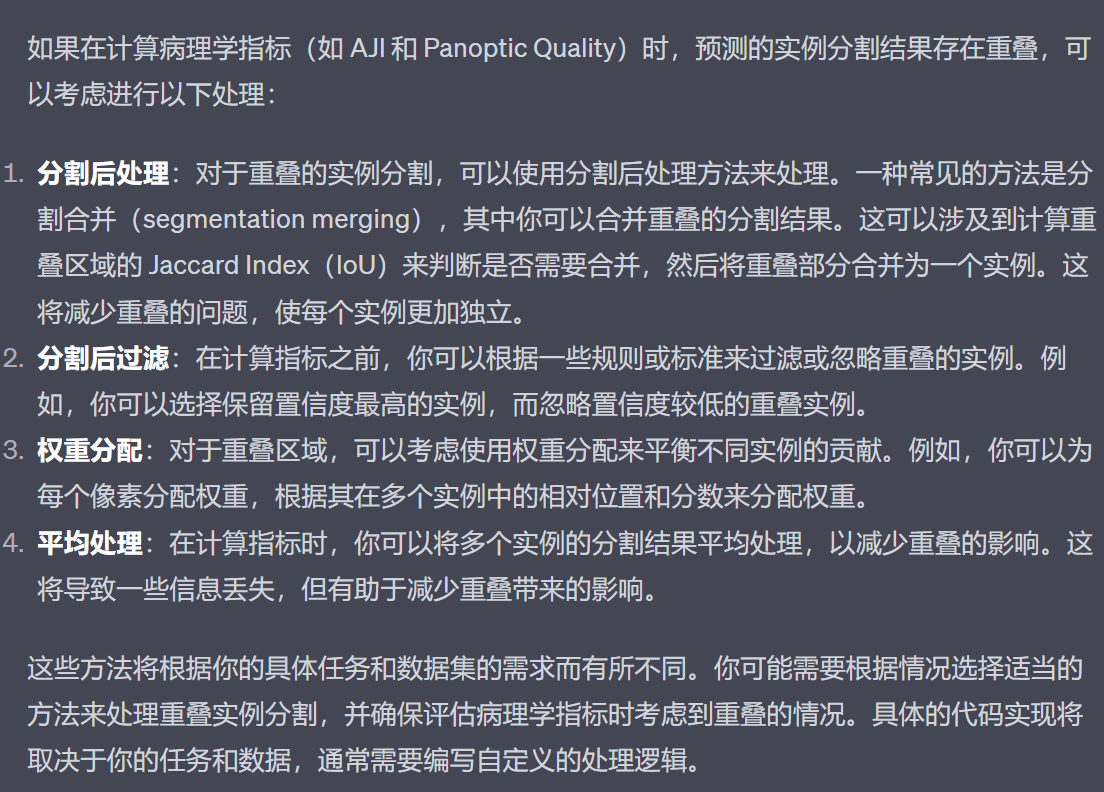 如果在计算病理学指标（如 AJI 和 Panoptic Quality）时，预测的实例分割结果存在重叠，可
以考虑进行以下处理：
1. 分割后处理：对于重叠的实例分割，可以使用分割后处理方法来处理。一种常见的方法是分
割合并（segmentation merging），其中你可以合并重叠的分割结果。这可以涉及到计算重
叠区域的 Jaccard Index（IoU）来判断是否需要合并，然后将重叠部分合并为一个实例。这
将减少重叠的问题，使每个实例更加独立。
2. 分割后过滤：在计算指标之前，你可以根据一些规则或标准来过滤或忽略重叠的实例。例
如，你可以选择保留置信度最高的实例，而忽略置信度较低的重叠实例。
3. 权重分配：对于重叠区域，可以考虑使用权重分配来平衡不同实例的贡献。例如，你可以为
每个像素分配权重，根据其在多个实例中的相对位置和分数来分配权重。
4. 平均处理：在计算指标时，你可以将多个实例的分割结果平均处理，以减少重叠的影响。这
将导致一些信息丢失，但有助于减少重叠带来的影响。
这些方法将根据你的具体任务和数据集的需求而有所不同。你可能需要根据情况选择适当的
方法来处理重叠实例分割，并确保评估病理学指标时考虑到重叠的情况。具体的代码实现将
取决于你的任务和数据，通常需要编写自定义的处理逻辑。